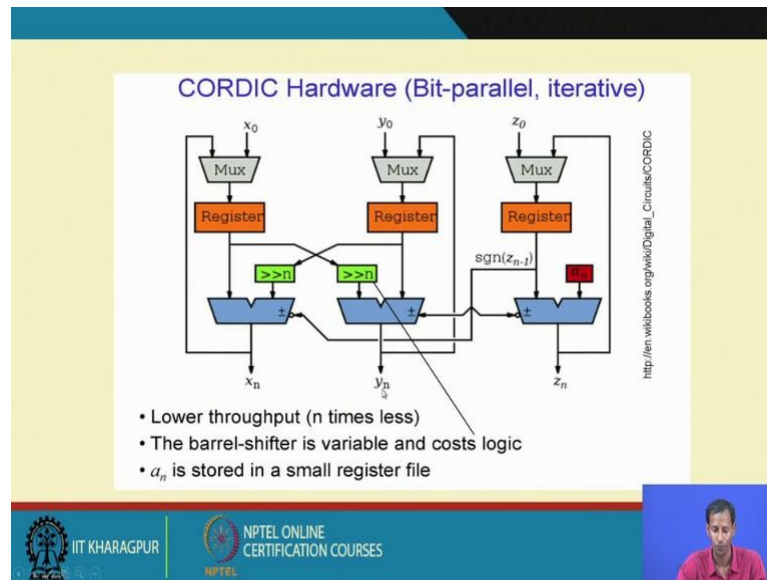 CORDIC Hardware (Bit-parallel, iterative)
x₀ y₀ z₀
Mux Mux Mux
Register Register Register
sgn(zₙ₋₁)
>>n >>n αₙ
± ± ±
xₙ yₙ zₙ
http://en.wikibooks.org/wiki/Digital_Circuits/CORDIC
• Lower throughput (n times less)
• The barrel-shifter is variable and costs logic
• aₙ is stored in a small register file
IIT KHARAGPUR
NPTEL
NPTEL ONLINE
CERTIFICATION COURSES